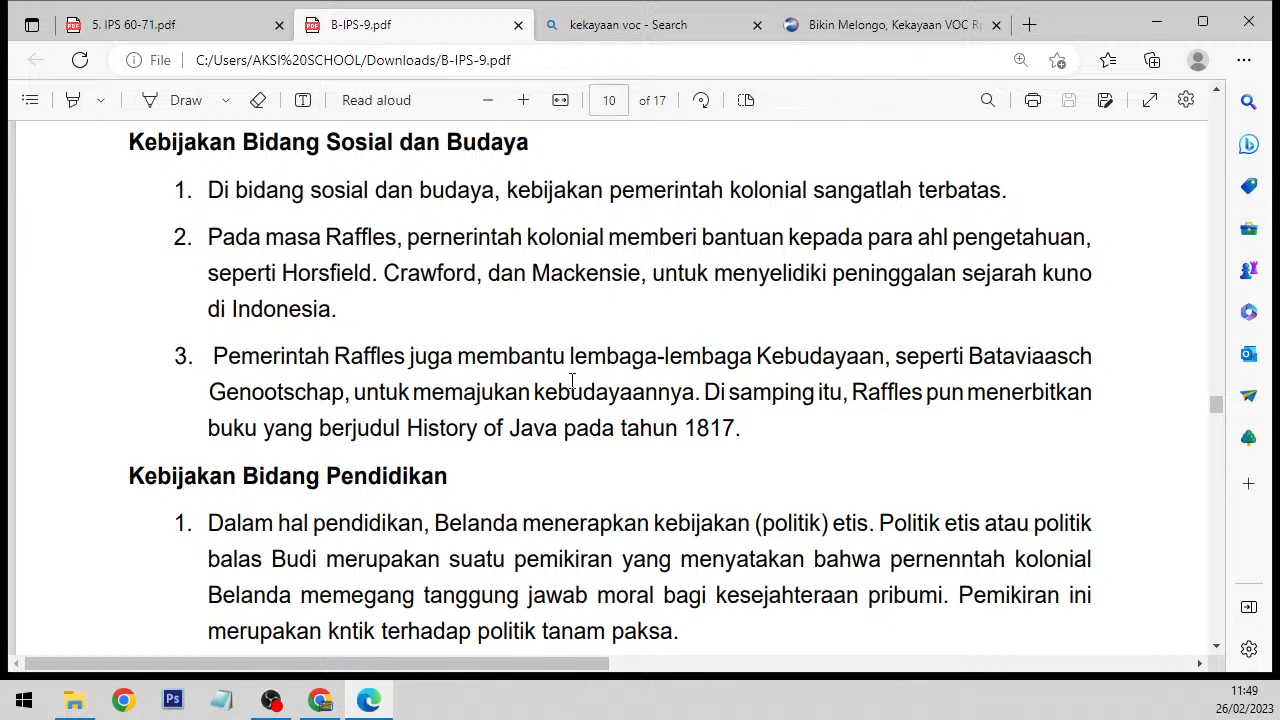 5. IPS 60-71.pdf
B-IPS-9.pdf
kekayaan voc - Search
Bikin Melongo, Kekayaan VOC R
File
C:/Users/AKSI%20SCHOOL/Downloads/B-IPS-9.pdf
Draw
Read aloud
10 of 17
Kebijakan Bidang Sosial dan Budaya
1. Di bidang sosial dan budaya, kebijakan pemerintah kolonial sangatlah terbatas.
2. Pada masa Raffles, pernerintah kolonial memberi bantuan kepada para ahl pengetahuan,
seperti Horsfield. Crawford, dan Mackensie, untuk menyelidiki peninggalan sejarah kuno
di Indonesia.
3. Pemerintah Raffles juga membantu lembaga-lembaga Kebudayaan, seperti Bataviaasch
Genootschap, untuk memajukan kebudayaannya. Di samping itu, Raffles pun menerbitkan
buku yang berjudul History of Java pada tahun 1817.
Kebijakan Bidang Pendidikan
1. Dalam hal pendidikan, Belanda menerapkan kebijakan (politik) etis. Politik etis atau politik
balas Budi merupakan suatu pemikiran yang menyatakan bahwa pernenntah kolonial
Belanda memegang tanggung jawab moral bagi kesejahteraan pribumi. Pemikiran ini
merupakan kntik terhadap politik tanam paksa.
Ps
11:49
26/02/2023